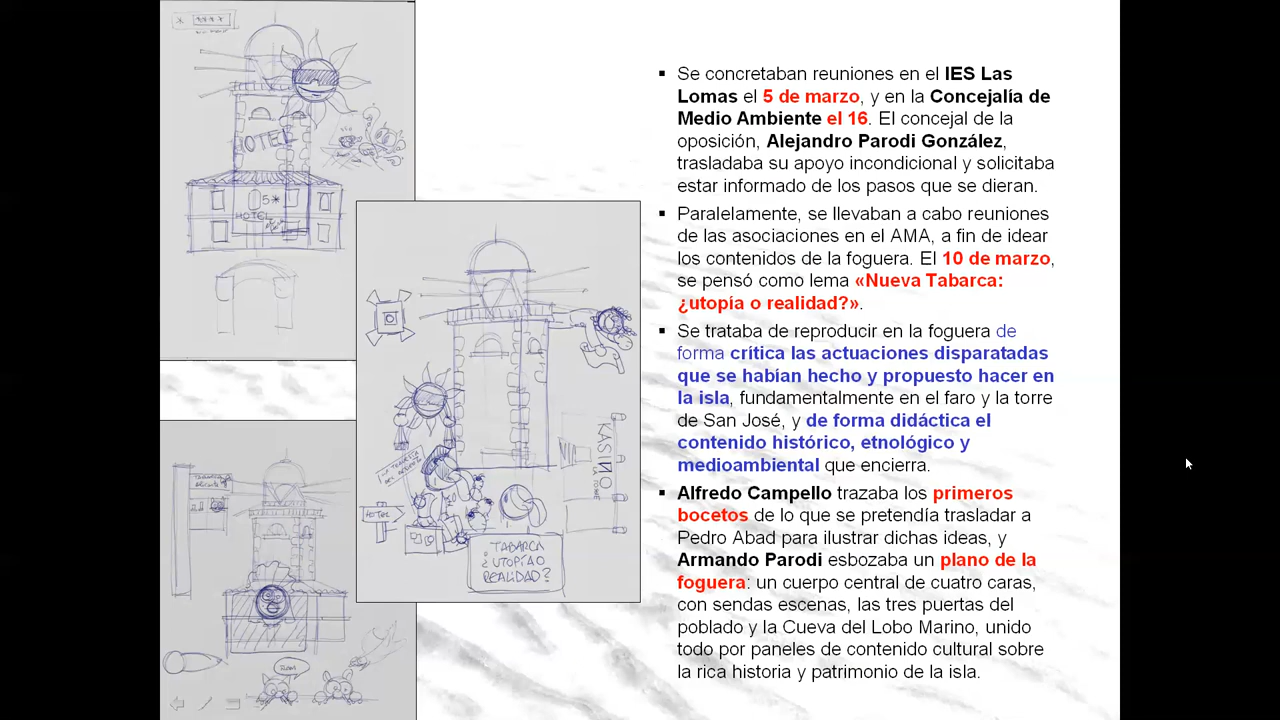 HOTEL
5*
HOTEL
HOTEL
KASINO
LA TORRE
TABARCA
¿UTOPÍA O
REALIDAD?
▪ Se concretaban reuniones en el IES Las
Lomas el 5 de marzo, y en la Concejalía de
Medio Ambiente el 16. El concejal de la
oposición, Alejandro Parodi González,
trasladaba su apoyo incondicional y solicitaba
estar informado de los pasos que se dieran.
▪ Paralelamente, se llevaban a cabo reuniones
de las asociaciones en el AMA, a fin de idear
los contenidos de la foguera. El 10 de marzo,
se pensó como lema «Nueva Tabarca:
¿utopía o realidad?».
▪ Se trataba de reproducir en la foguera de
forma crítica las actuaciones disparatadas
que se habían hecho y propuesto hacer en
la isla, fundamentalmente en el faro y la torre
de San José, y de forma didáctica el
contenido histórico, etnológico y
medioambiental que encierra.
▪ Alfredo Campello trazaba los primeros
bocetos de lo que se pretendía trasladar a
Pedro Abad para ilustrar dichas ideas, y
Armando Parodi esbozaba un plano de la
foguera: un cuerpo central de cuatro caras,
con sendas escenas, las tres puertas del
poblado y la Cueva del Lobo Marino, unido
todo por paneles de contenido cultural sobre
la rica historia y patrimonio de la isla.